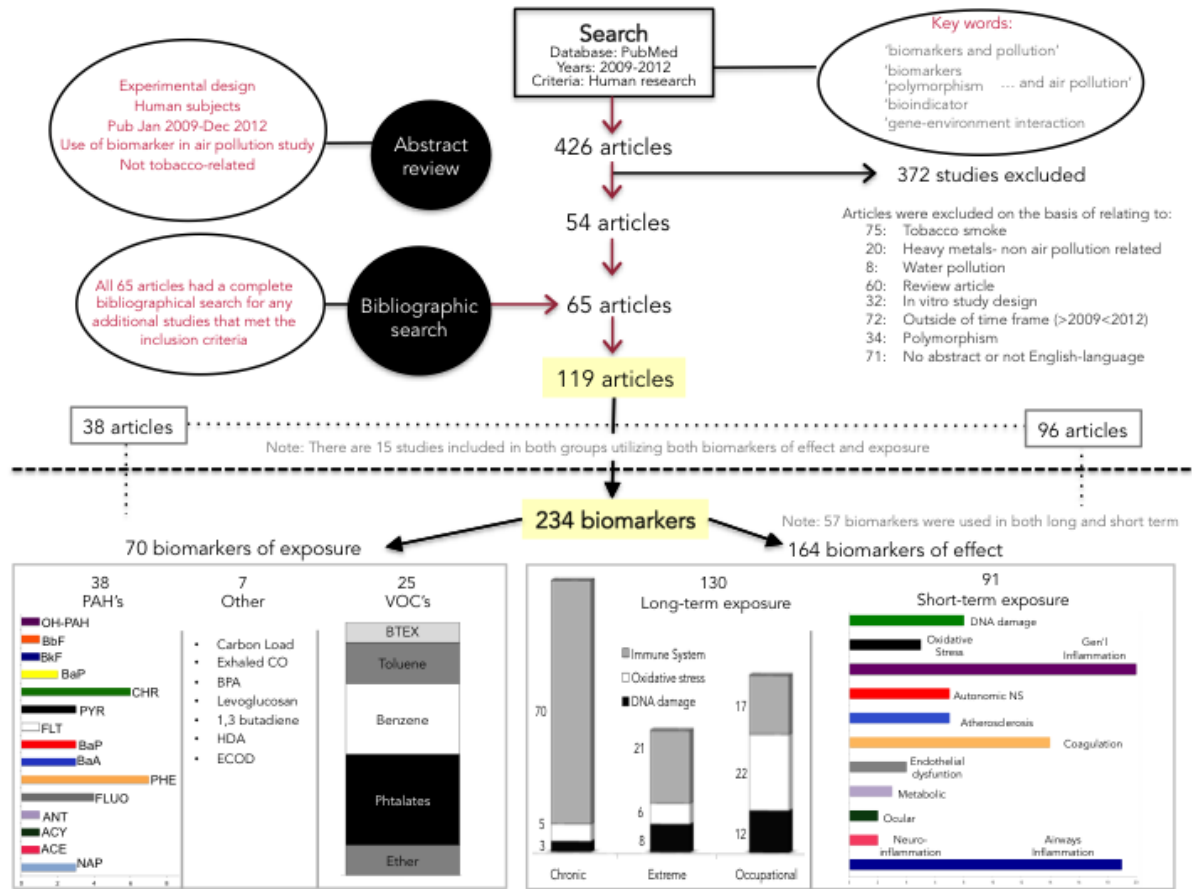 Search
Database: PubMed
Years: 2009-2012
Criteria: Human research
Key words:
'biomarkers and pollution'
'biomarkers
'polymorphism ... and air pollution'
'bioindicator
'gene-environment interaction
Experimental design
Human subjects
Pub Jan 2009-Dec 2012
Use of biomarker in air pollution study
Not tobacco-related
Abstract
review
426 articles
372 studies excluded
54 articles
Articles were excluded on the basis of relating to:
75: Tobacco smoke
20: Heavy metals- non air pollution related
8: Water pollution
60: Review article
32: In vitro study design
72: Outside of time frame (>2009<2012)
34: Polymorphism
71: No abstract or not English-language
All 65 articles had a complete
bibliographical search for any
additional studies that met the
inclusion criteria
Bibliographic
search
65 articles
119 articles
38 articles
96 articles
Note: There are 15 studies included in both groups utilizing both biomarkers of effect and exposure
234 biomarkers
Note: 57 biomarkers were used in both long and short term
70 biomarkers of exposure
164 biomarkers of effect
38
PAH's
OH-PAH
BbF
BkF
BaP
CHR
PYR
FLT
BaP
BaA
PHE
FLUO
ANT
ACY
ACE
NAP
0 2 4 6 8
7
Other
• Carbon Load
• Exhaled CO
• BPA
• Levoglucosan
• 1,3 butadiene
• HDA
• ECOD
25
VOC's
BTEX
Toluene
Benzene
Phtalates
Ether
130
Long-term exposure
Immune System
Oxidative stress
DNA damage
70
5
3
21
6
8
17
22
12
Chronic
Extreme
Occupational
91
Short-term exposure
DNA damage
Oxidative
Stress
Gen'l
Inflammation
Autonomic NS
Atherosclerosis
Coagulation
Endothelial
dysfuntion
Metabolic
Ocular
Neuro-
inflammation
Airways
Inflammation